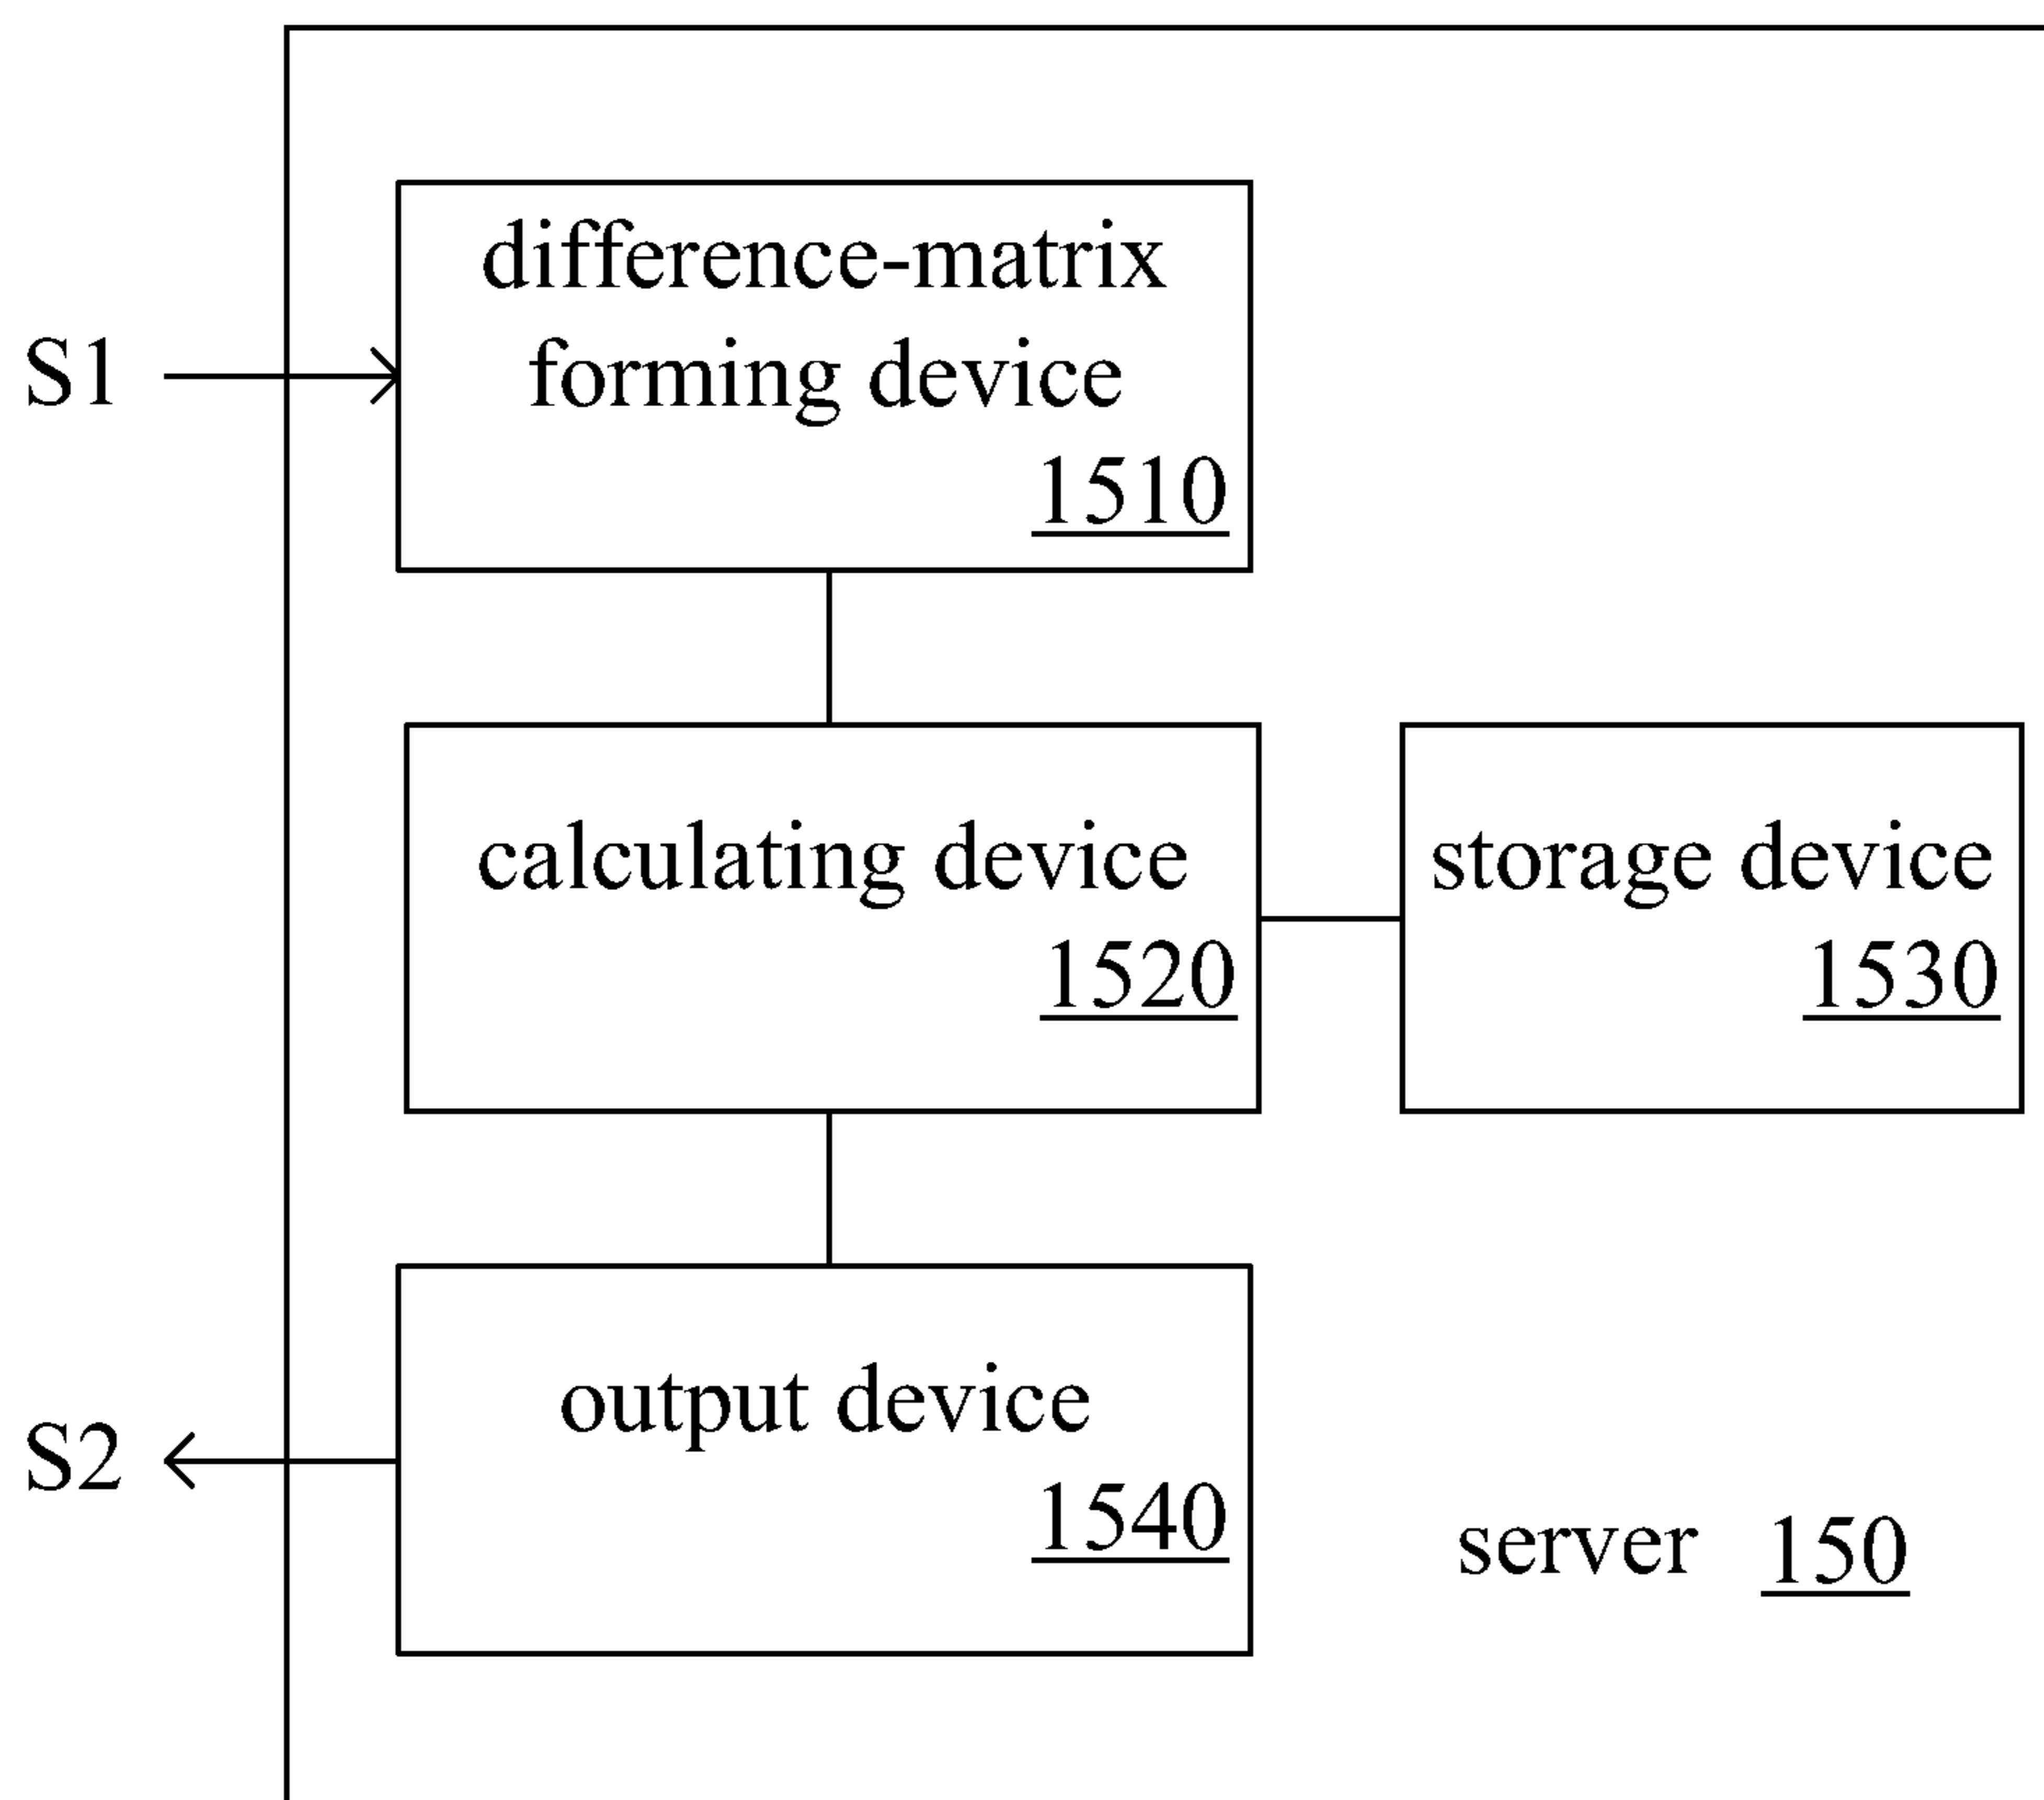 difference-matrix
S1
forming device
1510
calculating device
1520
storage device
1530
output device
S2
1540
server 150